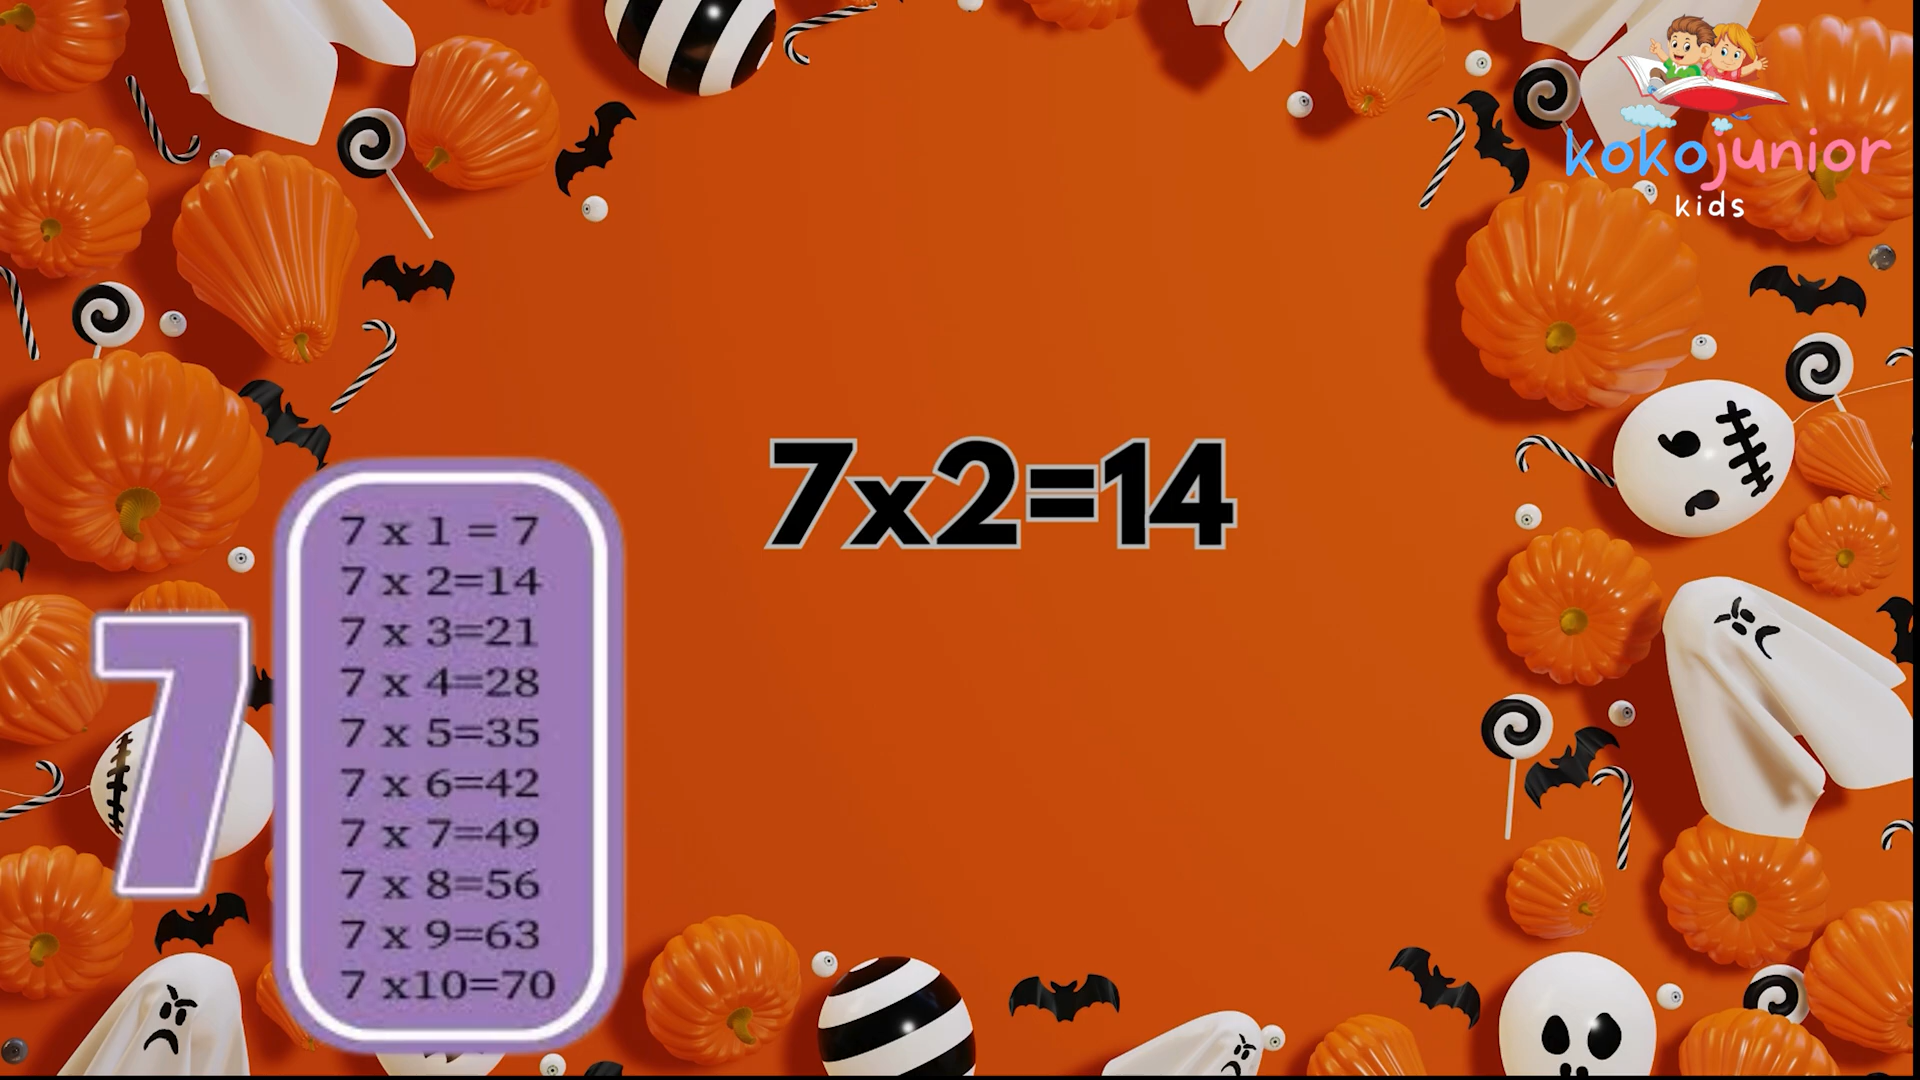 kokojunior
kids
7x2=14
7
7 x 1 = 7
7 x 2=14
7 x 3=21
7 x 4=28
7 x 5=35
7 x 6=42
7 x 7=49
7 x 8=56
7 x 9=63
7 x10=70